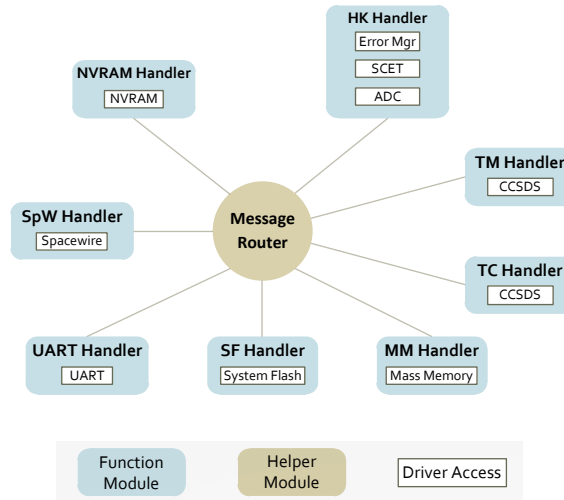 HK Handler
Error Mgr
SCET
ADC
NVRAM Handler
NVRAM
TM Handler
CCSDS
SpW Handler
Spacewire
Message
Router
TC Handler
CCSDS
UART Handler
UART
SF Handler
System Flash
MM Handler
Mass Memory
Function
Module
Helper
Module
Driver Access